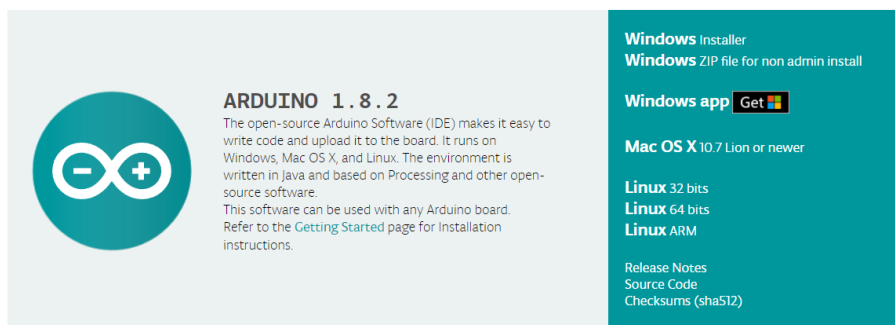 ARDUINO 1.8.2
The open-source Arduino Software (IDE) makes it easy to
write code and upload it to the board. It runs on
Windows, Mac OS X, and Linux. The environment is
written in Java and based on Processing and other open-
source software.
This software can be used with any Arduino board.
Refer to the Getting Started page for Installation
instructions.
Windows Installer
Windows ZIP file for non admin install
Windows app Get
Mac OS X 10.7 Lion or newer
Linux 32 bits
Linux 64 bits
Linux ARM
Release Notes
Source Code
Checksums (sha512)